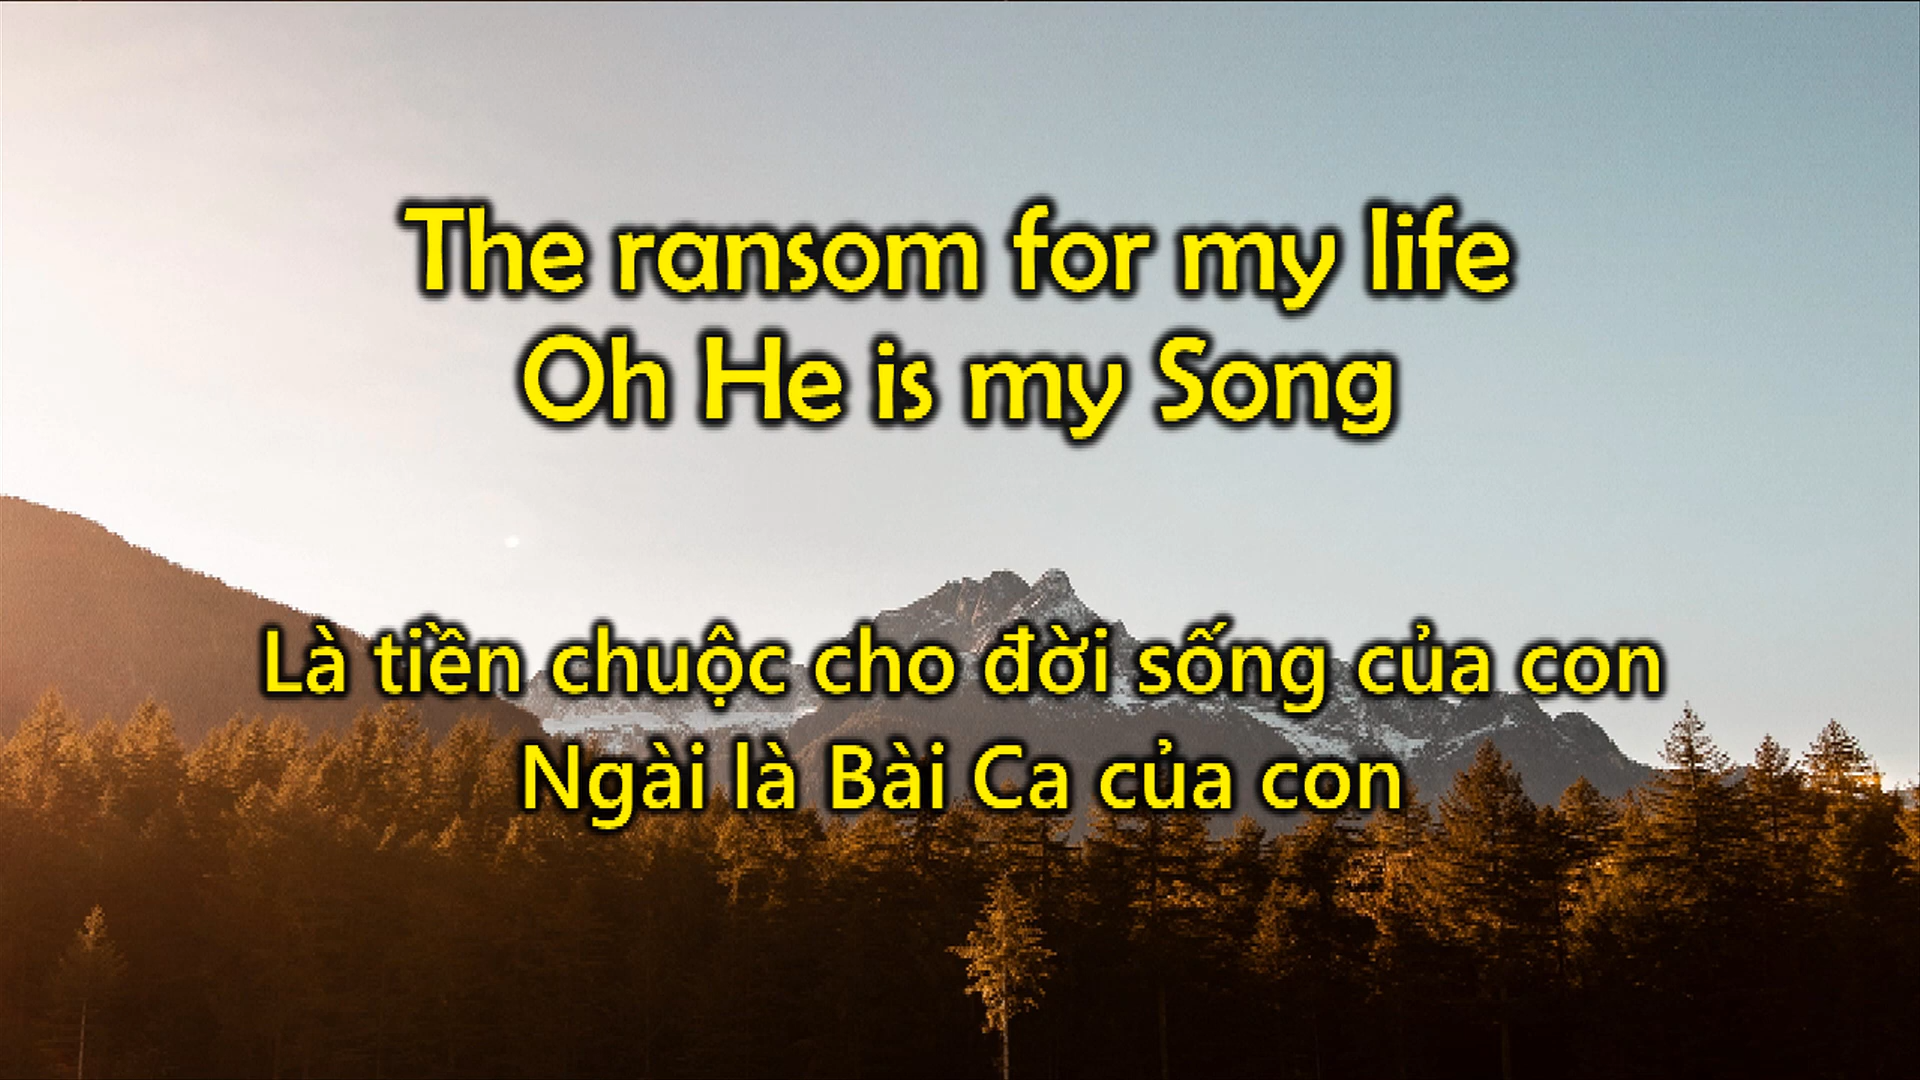 The ransom for my life
Oh He is my Song
Là tiền chuộc cho đời sống của con
Ngài là Bài Ca của con